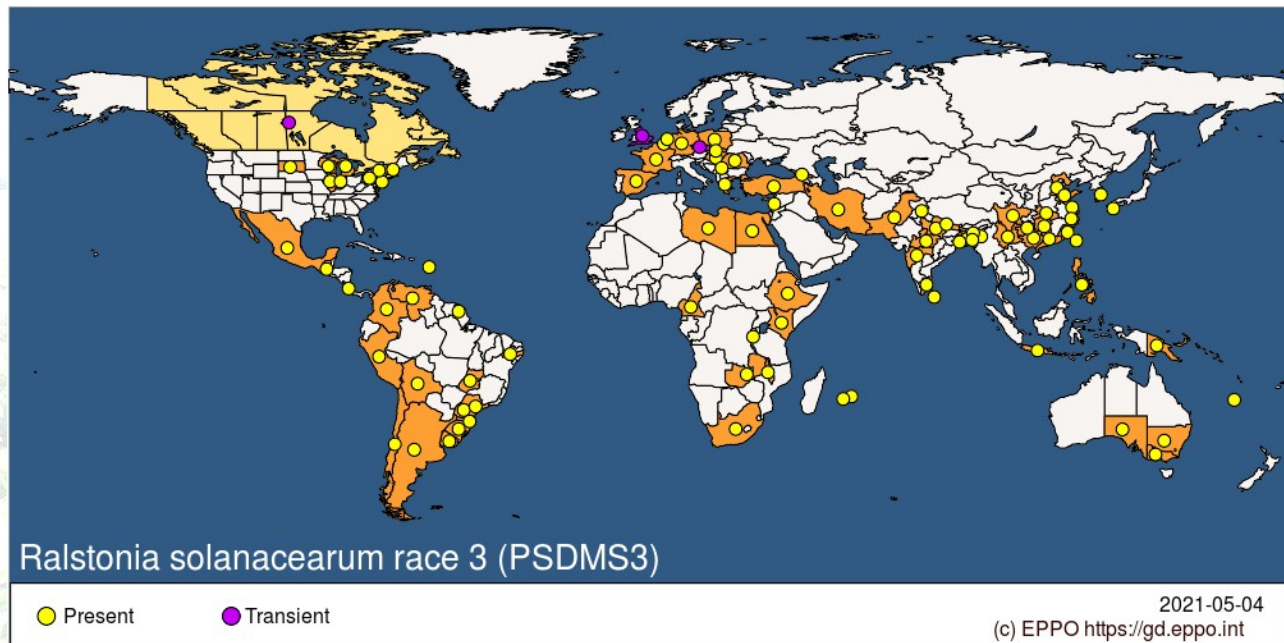 Ralstonia solanacearum race 3 (PSDMS3)
Present
Transient
2021-05-04
(c) EPPO https://gd.eppo.int